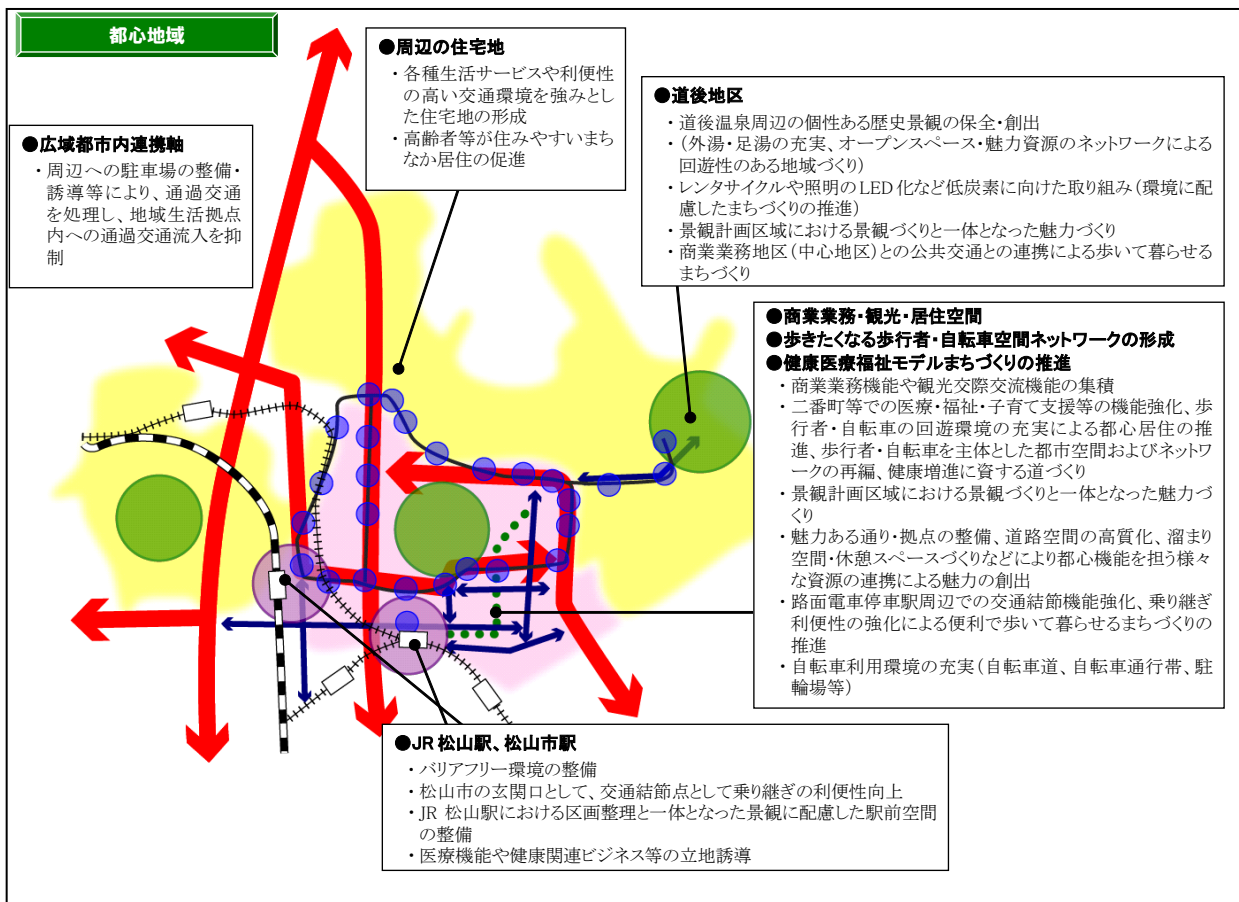 都心地域
●広域都市内連携軸
・周辺への駐車場の整備・
誘導等により、通過交通
を処理し、地域生活拠点
内への通過交通流入を抑
制
●周辺の住宅地
・各種生活サービスや利便性
の高い交通環境を強みとし
た住宅地の形成
・高齢者等が住みやすいまち
なか居住の促進
●道後地区
・道後温泉周辺の個性ある歴史景観の保全・創出
・(外湯・足湯の充実、オープンスペース・魅力資源のネットワークによる
回遊性のある地域づくり)
・レンタサイクルや照明のLED化など低炭素に向けた取り組み(環境に配
慮したまちづくりの推進)
・景観計画区域における景観づくりと一体となった魅力づくり
・商業業務地区(中心地区)との公共交通との連携による歩いて暮らせる
まちづくり
●商業業務・観光・居住空間
●歩きたくなる歩行者・自転車空間ネットワークの形成
●健康医療福祉モデルまちづくりの推進
・商業業務機能や観光交際交流機能の集積
・二番町等での医療・福祉・子育て支援等の機能強化、歩
行者・自転車の回遊環境の充実による都心居住の推
進、歩行者・自転車を主体とした都市空間およびネットワ
ークの再編、健康増進に資する道づくり
・景観計画区域における景観づくりと一体となった魅力づ
くり
・魅力ある通り・拠点の整備、道路空間の高質化、溜まり
空間・休憩スペースづくりなどにより都心機能を担う様々
な資源の連携による魅力の創出
・路面電車停車駅周辺での交通結節機能強化、乗り継ぎ
利便性の強化による便利で歩いて暮らせるまちづくりの
推進
・自転車利用環境の充実(自転車道、自転車通行帯、駐
輪場等)
●JR松山駅、松山市駅
・バリアフリー環境の整備
・松山市の玄関口として、交通結節点として乗り継ぎの利便性向上
・JR 松山駅における区画整理と一体となった景観に配慮した駅前空間
の整備
・医療機能や健康関連ビジネス等の立地誘導